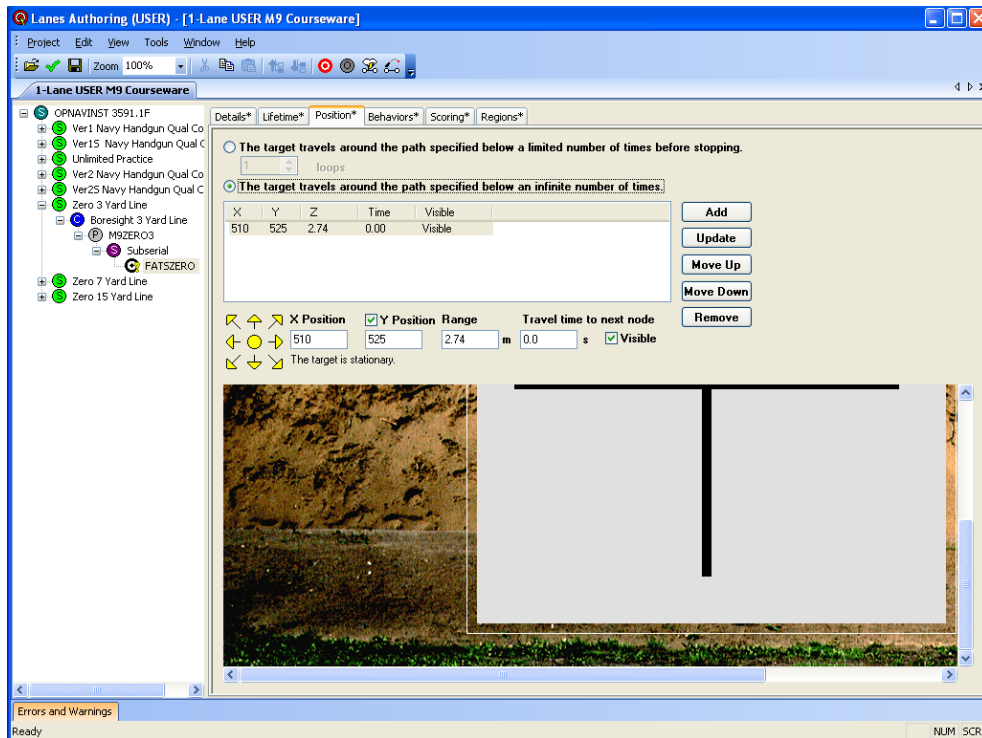 Lanes Authoring (USER) - [1-Lane USER M9 Courseware]
Project Edit View Tools Window Help
Zoom 100%
1-Lane USER M9 Courseware
OPNAVINST 3591.1F
Ver1 Navy Handgun Qual Co
Ver1S Navy Handgun Qual C
Unlimited Practice
Ver2 Navy Handgun Qual Co
Ver2S Navy Handgun Qual C
Zero 3 Yard Line
Boresight 3 Yard Line
M9ZERO3
Subserial
FATSZERO
Zero 7 Yard Line
Zero 15 Yard Line
Details* Lifetime* Position* Behaviors* Scoring* Regions*
The target travels around the path specified below a limited number of times before stopping.
1 loops
The target travels around the path specified below an infinite number of times.
X Y Z Time Visible
510 525 2.74 0.00 Visible
Add
Update
Move Up
Move Down
Remove
X Position Y Position Range Travel time to next node
510 525 2.74 m 0.0 s Visible
The target is stationary.
Errors and Warnings
Ready NUM SCR